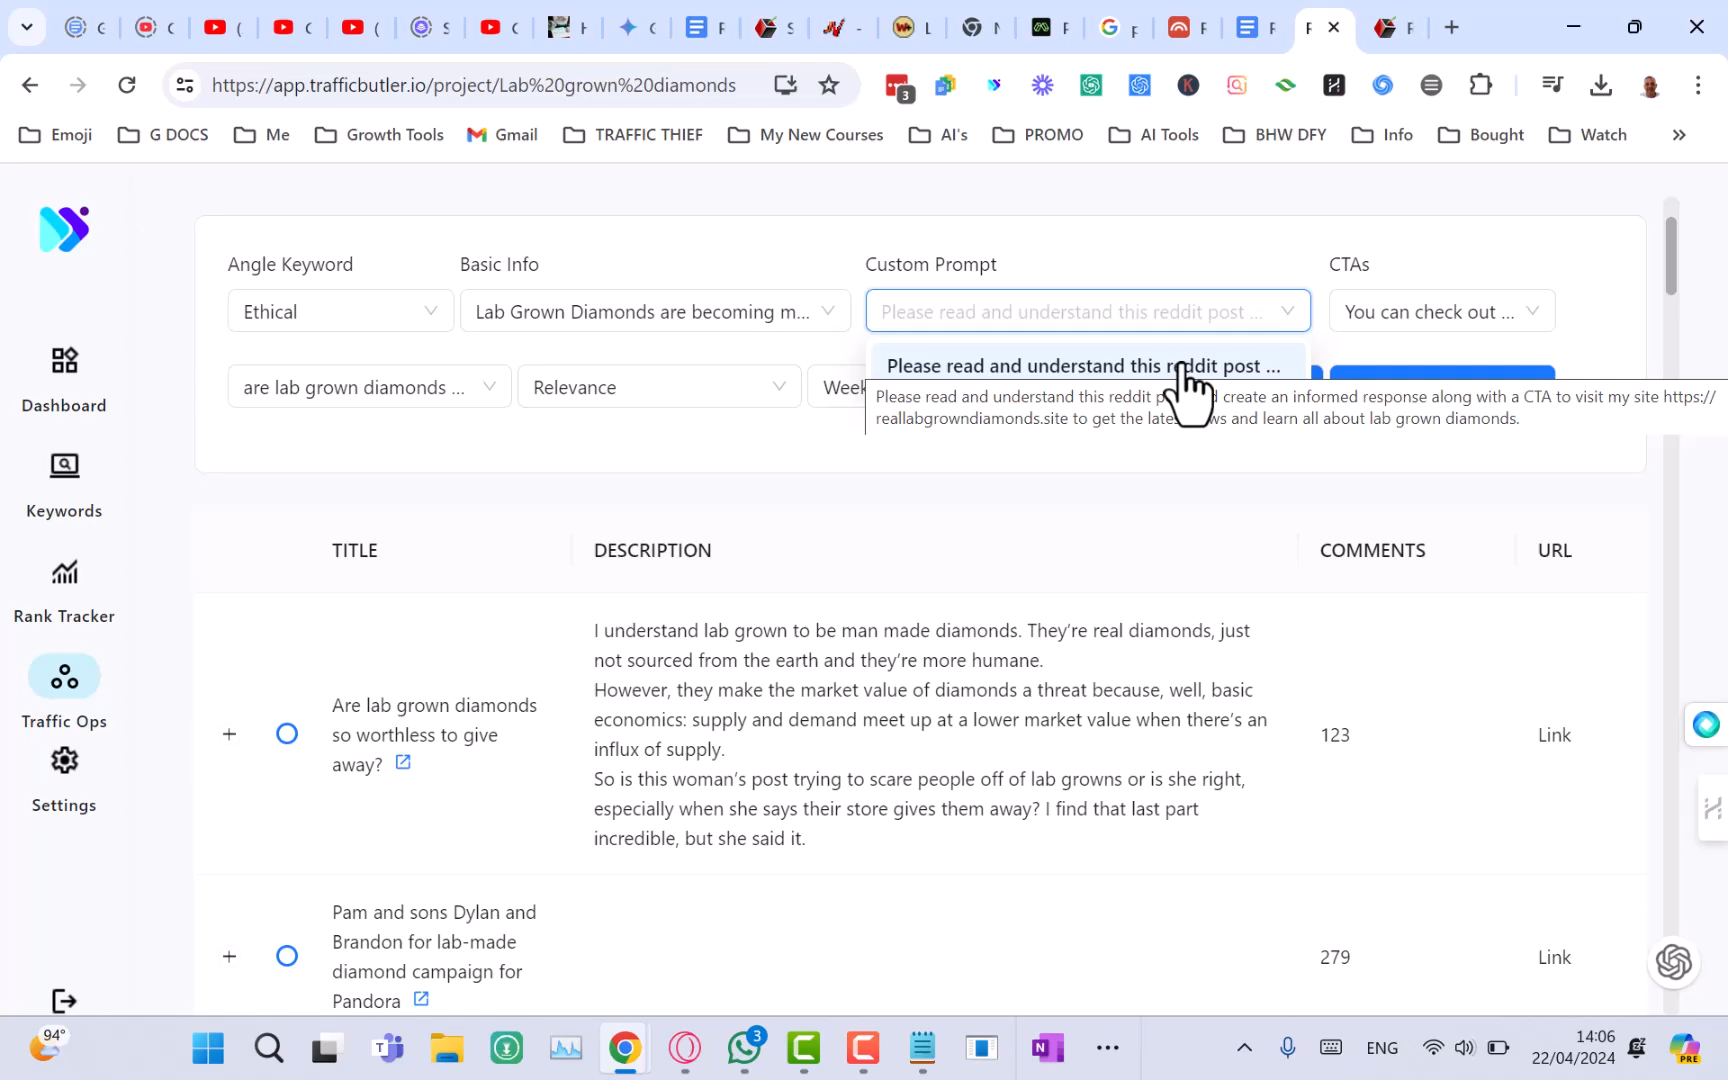 https://app.trafficbutler.io/project/Lab%20grown%20diamonds
3
Emoji
G DOCS
Me
Growth Tools
Gmail
TRAFFIC THIEF
My New Courses
AI's
PROMO
AI Tools
BHW DFY
Info
Bought
Watch
Dashboard
Keywords
Rank Tracker
Traffic Ops
Settings
Angle Keyword
Basic Info
Custom Prompt
CTAs
Ethical
Lab Grown Diamonds are becoming m...
Please read and understand this reddit post ...
You can check out ...
Please read and understand this reddit post ...
are lab grown diamonds ...
Relevance
Week
Please read and understand this reddit create an informed response along with a CTA to visit my site https://
reallabgrowndiamonds.site to get the and learn all about lab grown diamonds.
TITLE
DESCRIPTION
COMMENTS
URL
Are lab grown diamonds
so worthless to give
away?
I understand lab grown to be man made diamonds. They’re real diamonds, just
not sourced from the earth and they’re more humane.
However, they make the market value of diamonds a threat because, well, basic
economics: supply and demand meet up at a lower market value when there’s an
influx of supply.
So is this woman’s post trying to scare people off of lab growns or is she right,
especially when she says their store gives them away? I find that last part
incredible, but she said it.
123
Link
Pam and sons Dylan and
Brandon for lab-made
diamond campaign for
Pandora
279
Link
94°
3
ENG
14:06
22/04/2024
PRE